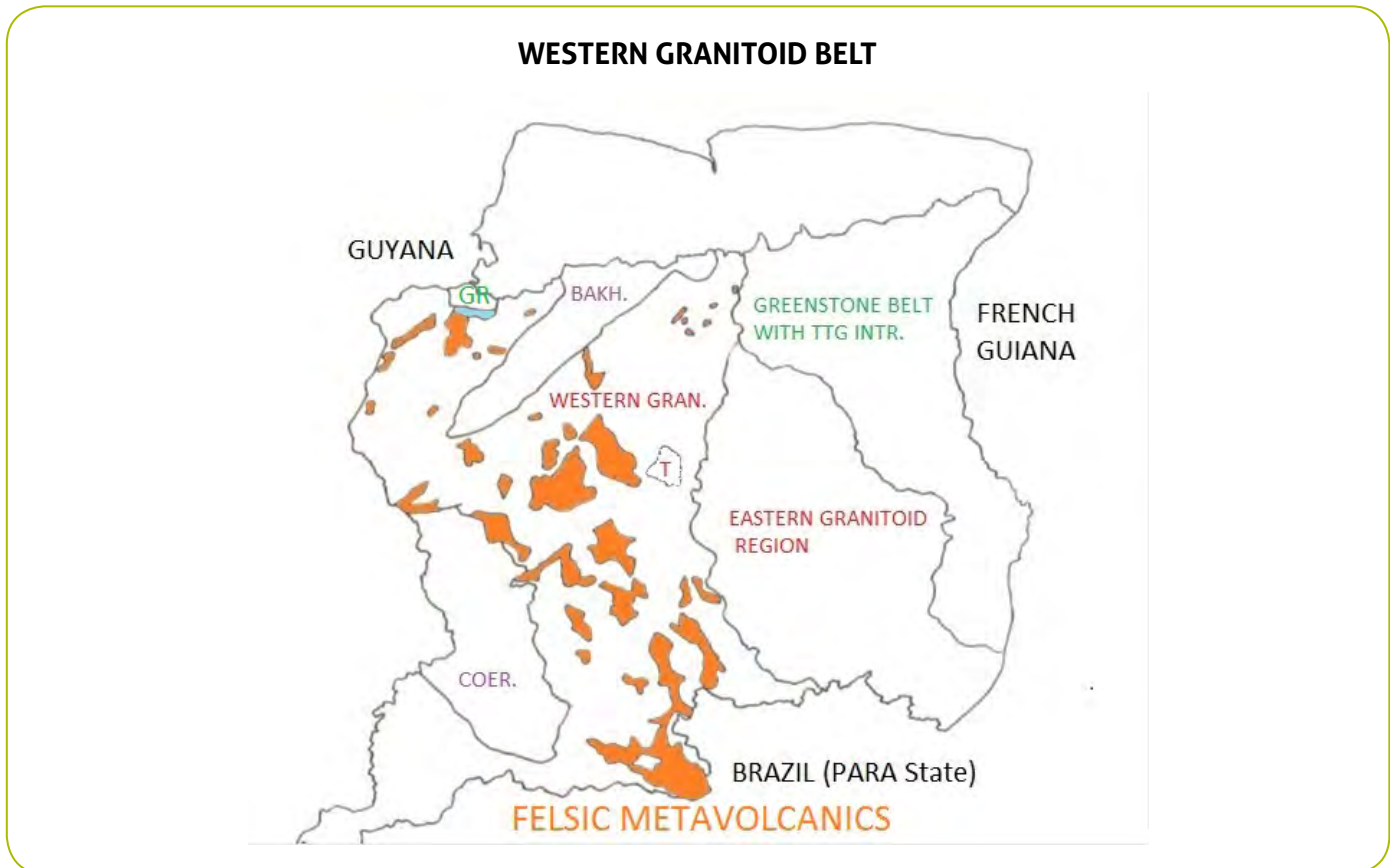 WESTERN GRANITOID BELT
GUYANA
GR
BAKH.
GREENSTONE BELT
WITH TTG INTR.
FRENCH
GUIANA
WESTERN GRAN.
T
EASTERN GRANITOID
REGION
COER.
BRAZIL (PARA State)
FELSIC METAVOLCANICS